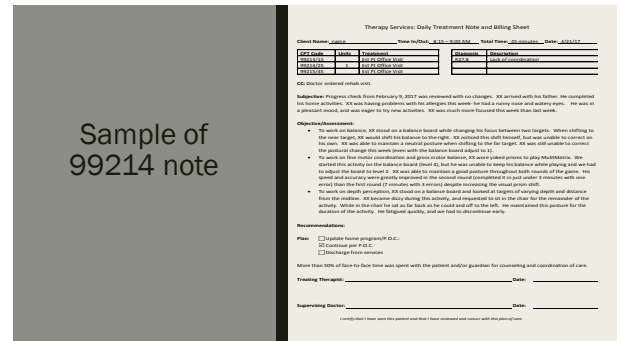 Sample of
99214 note
Therapy Services: Daily Treatment Note and Billing Sheet
Client Name: name Time In/Out: 8:15 – 9:00 AM Total Time: 45 minutes Date: 4/21/17
CPT Code Units Treatment Diagnosis Description
99213/15 Est Pt Office Visit R27.8 Lack of coordination
99214/25 1 Est Pt Office Visit
99215/45 Est Pt Office Visit
CC: Doctor ordered rehab visit.
Subjective: Progress check from February 9, 2017 was reviewed with no changes. XX arrived with his father. He completed
his home activities. XX was having problems with his allergies this week- he had a runny nose and watery eyes. He was in
a pleasant mood, and was eager to try new activities. XX was much more focused this week than last week.
Objective/Assessment:
• To work on balance, XX stood on a balance board while changing his focus between two targets. When shifting to
the near target, XX would shift his balance to the right. XX noticed this shift himself, but was unable to correct on
his own. XX was able to maintain a neutral posture when shifting to the far target. XX was still unable to correct
the postural change this week (even with the balance board adjust to 1).
• To work on fine motor coordination and gross motor balance, XX wore yoked prisms to play MultiMatrix. We
started this activity on the balance board (level 4), but he was unable to keep his balance while playing and we had
to adjust the board to level 2. XX was able to maintain a good posture throughout both rounds of the game. His
speed and accuracy were greatly improved in the second round (completed it in just under 3 minutes with one
error) than the first round (7 minutes with 3 errors) despite increasing the visual prism shift.
• To work on depth perception, XX stood on a balance board and looked at targets of varying depth and distance
from the midline. XX became dizzy during this activity, and requested to sit in the chair for the remainder of the
activity. While in the chair he sat as far back as he could and off to the left. He maintained this posture for the
duration of the activity. He fatigued quickly, and we had to discontinue early.
Recommendations:
Plan: ☐ Update home program/P.O.C.:
☑ Continue per P.O.C.
☐ Discharge from services
More than 50% of face-to-face time was spent with the patient and/or guardian for counseling and coordination of care.
Treating Therapist: Date:
Supervising Doctor: Date:
I certify that I have seen this patient and that I have reviewed and concur with this plan of care.